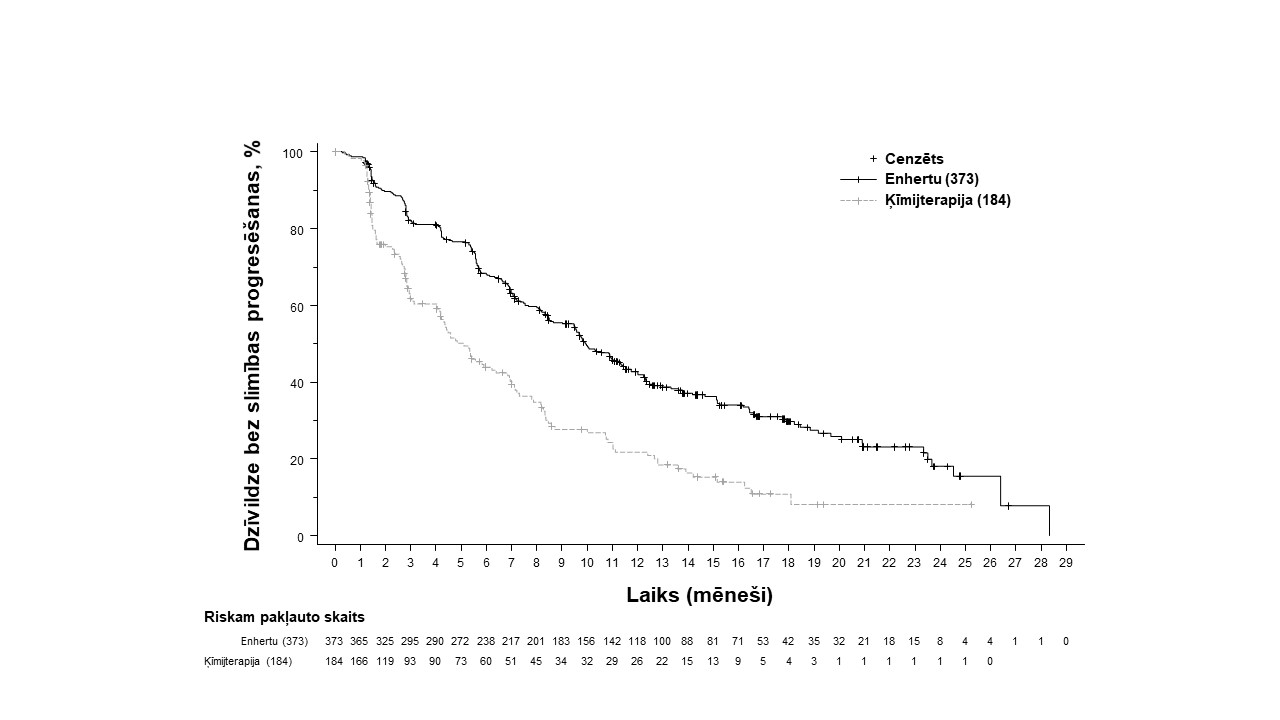 Dzīvildze bez slimības progresēšanas, %
100
80
60
40
20
0
Cenzēts
Enhertu (373)
Ķīmijterapija (184)
0 1 2 3 4 5 6 7 8 9 10 11 12 13 14 15 16 17 18 19 20 21 22 23 24 25 26 27 28 29
Laiks (mēneši)
Riskam pakļauto skaits
Enhertu (373) 373 365 325 295 290 272 238 217 201 183 156 142 118 100 88 81 71 53 42 35 32 21 18 15 8 4 4 1 1 0
Ķīmijterapija (184) 184 166 119 93 90 73 60 51 45 34 32 29 26 22 15 13 9 5 4 3 1 1 1 1 1 1 0